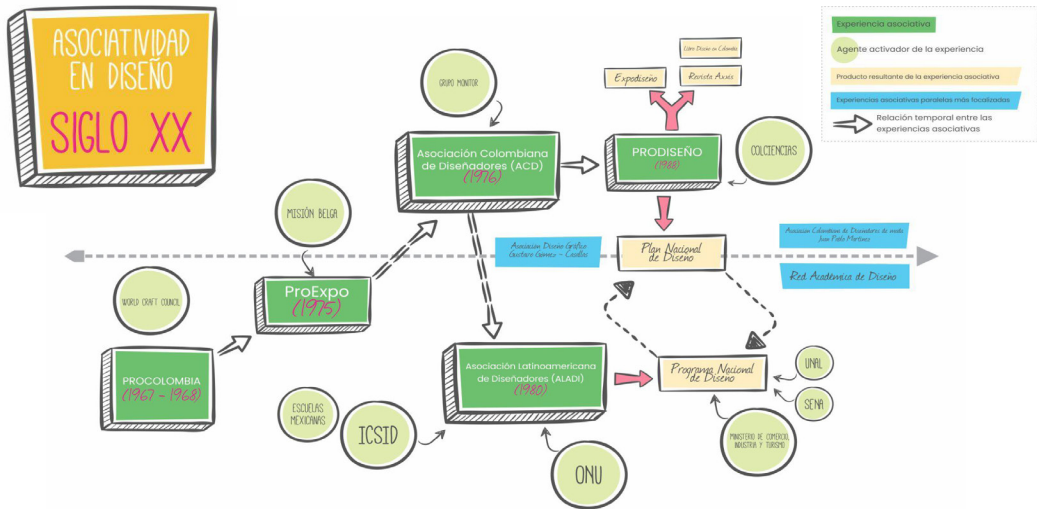 ASOCIATIVIDAD
EN DISEÑO
SIGLO XX
Experiencia asociativa
Agente activador de la experiencia
Producto resultante de la experiencia asociativa
Experiencias asociativas paralelas más focalizadas
Relación temporal entre las
experiencias asociativas
GRUPO MONITOR
Asociación Colombiana
de Diseñadores (ACD)
(1976)
Libro Diseño en Colombia
Expodiseño
Revista Axxis
PRODISEÑO
(1988)
COLCIENCIAS
MISIÓN BELGA
ProExpo
(1975)
WORLD CRAFT COUNCIL
PROCOLOMBIA
(1967 - 1968)
Asociación Diseño Gráfico
Gustavo Gómez - Casallas
Plan Nacional
de Diseño
Asociación Colombiana de Diseñadores de moda
Juan Pablo Martínez
Red Académica de Diseño
Asociación Latinoamericana
de Diseñadores (ALADI)
(1980)
Programa Nacional
de Diseño
UNAL
SENA
MINISTERIO DE COMERCIO,
INDUSTRIA Y TURISMO
ESCUELAS
MEXICANAS
ICSID
ONU